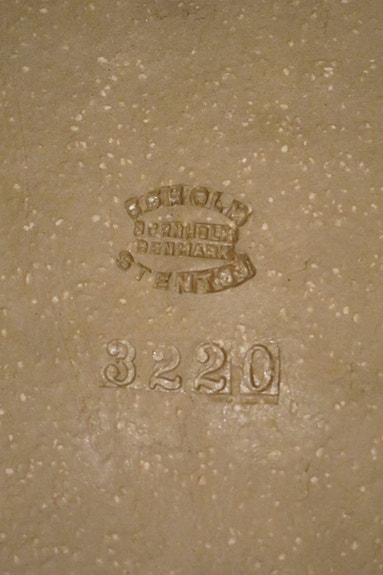 SØHOLM
BORNHOLM
DENMARK
STENTØJ
3220